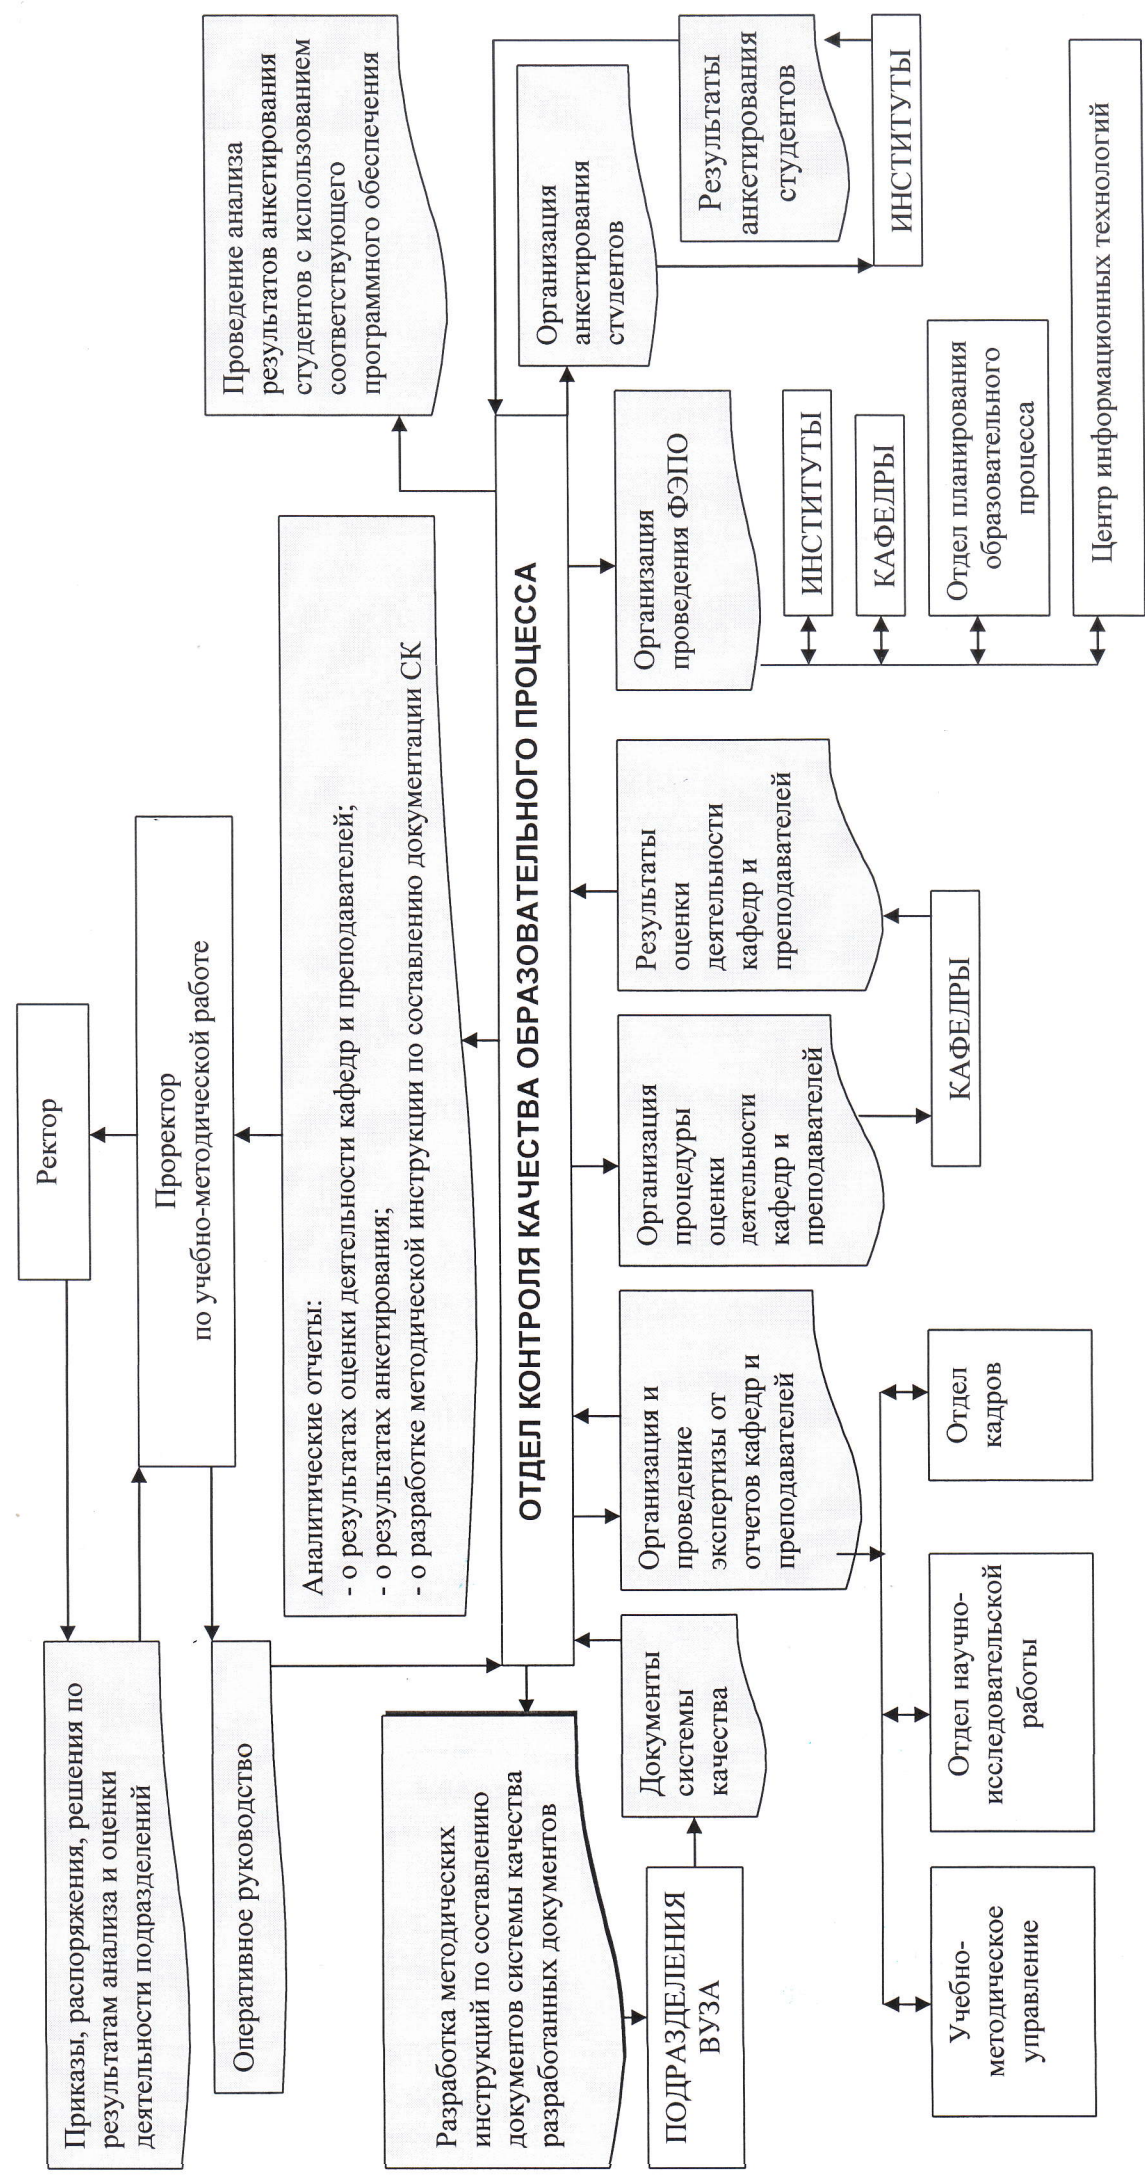 Ректор
Проректор
по учебно-методической работе
Приказы, распоряжения, решения по
результатам анализа и оценки
деятельности подразделений
Оперативное руководство
Аналитические отчеты:
- о результатах оценки деятельности кафедр и преподавателей;
- о результатах анкетирования;
- о разработке методической инструкции по составлению документации СК
Проведение анализа
результатов анкетирования
студентов с использованием
соответствующего
программного обеспечения
Разработка методических
инструкций по составлению
документов системы качества
разработанных документов
ОТДЕЛ КОНТРОЛЯ КАЧЕСТВА ОБРАЗОВАТЕЛЬНОГО ПРОЦЕССА
Организация
анкетирования
студентов
Результаты
анкетирования
студентов
ИНСТИТУТЫ
Документы
системы
качества
ПОДРАЗДЕЛЕНИЯ
ВУЗА
Организация и
проведение
экспертизы от
отчетов кафедр и
преподавателей
Организация
процедуры
оценки
деятельности
кафедр и
преподавателей
Результаты
оценки
деятельности
кафедр и
преподавателей
Организация
проведения ФЭПО
ИНСТИТУТЫ
КАФЕДРЫ
Отдел планирования
образовательного
процесса
Центр информационных технологий
КАФЕДРЫ
Учебно-
методическое
управление
Отдел научно-
исследовательской
работы
Отдел
кадров